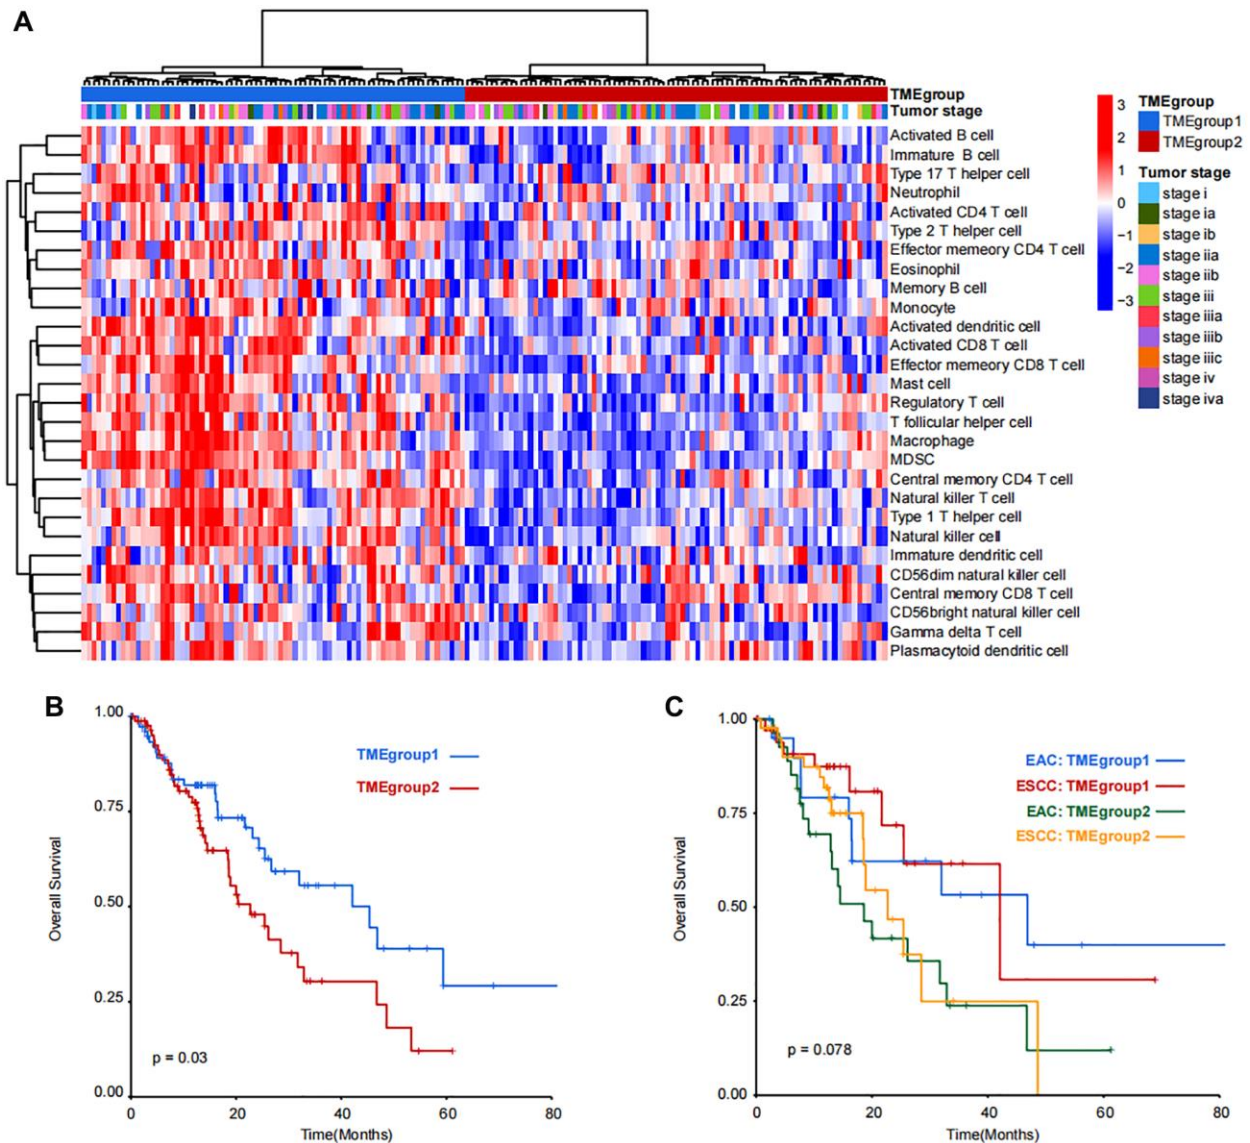 A
TMEgroup
Tumor stage
Activated B cell
Immature B cell
Type 17 T helper cell
Neutrophil
Activated CD4 T cell
Type 2 T helper cell
Effector memeory CD4 T cell
Eosinophil
Memory B cell
Monocyte
Activated dendritic cell
Activated CD8 T cell
Effector memeory CD8 T cell
Mast cell
Regulatory T cell
T follicular helper cell
Macrophage
MDSC
Central memory CD4 T cell
Natural killer T cell
Type 1 T helper cell
Natural killer cell
Immature dendritic cell
CD56dim natural killer cell
Central memory CD8 T cell
CD56bright natural killer cell
Gamma delta T cell
Plasmacytoid dendritic cell
3
2
1
0
−1
−2
−3
TMEgroup
TMEgroup1
TMEgroup2
Tumor stage
stage i
stage ia
stage ib
stage iia
stage iib
stage iii
stage iiia
stage iiib
stage iiic
stage iv
stage iva
B
1.00
0.75
0.50
0.25
0.00
Overall Survival
TMEgroup1
TMEgroup2
p = 0.03
0 20 40 60 80
Time(Months)
C
1.00
0.75
0.50
0.25
0.00
Overall Survival
EAC: TMEgroup1
ESCC: TMEgroup1
EAC: TMEgroup2
ESCC: TMEgroup2
p = 0.078
0 20 40 60 80
Time(Months)